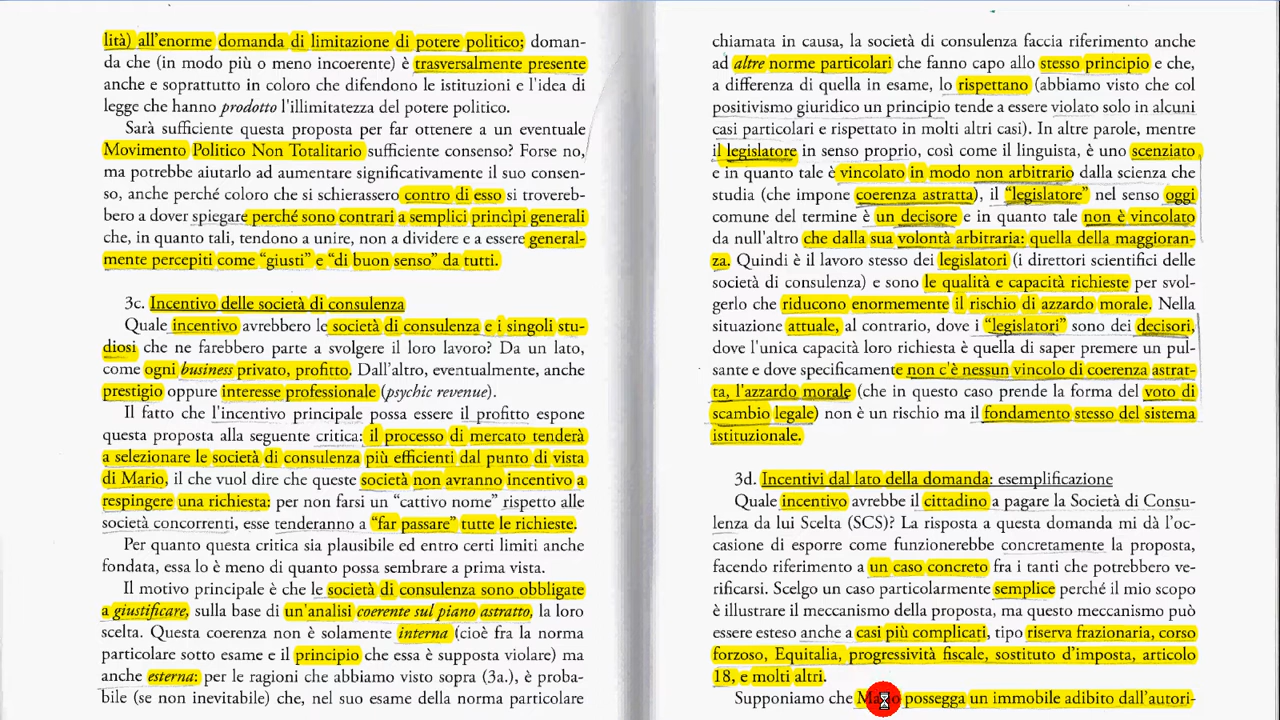 lità) all'enorme domanda di limitazione di potere politico; doman-
da che (in modo più o meno incoerente) è trasversalmente presente
anche e soprattutto in coloro che difendono le istituzioni e l'idea di
legge che hanno prodotto l'illimitatezza del potere politico.
Sarà sufficiente questa proposta per far ottenere a un eventuale
Movimento Politico Non Totalitario sufficiente consenso? Forse no,
ma potrebbe aiutarlo ad aumentare significativamente il suo consen-
so, anche perché coloro che si schierassero contro di esso si troverebb-
bero a dover spiegare perché sono contrari a semplici princìpi generali
che, in quanto tali, tendono a unire, non a dividere e a essere general-
mente percepiti come "giusti" e "di buon senso" da tutti.
3c. Incentivo delle società di consulenza
Quale incentivo avrebbero le società di consulenza e i singoli stu-
diosi che ne farebbero parte a svolgere il loro lavoro? Da un lato,
come ogni business privato, profitto. Dall'altro, eventualmente, anche
prestigio oppure interesse professionale (psychic revenue).
Il fatto che l'incentivo principale possa essere il profitto espone
questa proposta alla seguente critica: il processo di mercato tenderà
a selezionare le società di consulenza più efficienti dal punto di vista
di Mario, il che vuol dire che queste società non avranno incentivo a
respingere una richiesta: per non farsi un "cattivo nome" rispetto alle
società concorrenti, esse tenderanno a "far passare" tutte le richieste.
Per quanto questa critica sia plausibile ed entro certi limiti anche
fondata, essa lo è meno di quanto possa sembrare a prima vista.
Il motivo principale è che le società di consulenza sono obbligate
a giustificare, sulla base di un'analisi coerente sul piano astratto, la loro
scelta. Questa coerenza non è solamente interna (cioè fra la norma
particolare sotto esame e il principio che essa è supposta violare) ma
anche esterna: per le ragioni che abbiamo visto sopra (3a.), è proba-
bile (se non inevitabile) che, nel suo esame della norma particolare
chiamata in causa, la società di consulenza faccia riferimento anche
ad altre norme particolari che fanno capo allo stesso principio e che,
a differenza di quella in esame, lo rispettano (abbiamo visto che col
positivismo giuridico un principio tende a essere violato solo in alcuni
casi particolari e rispettato in molti altri casi). In altre parole, mentre
il legislatore in senso proprio, così come il linguista, è uno scenziato
e in quanto tale è vincolato in modo non arbitrario dalla scienza che
studia (che impone coerenza astratta), il "legislatore" nel senso oggi
comune del termine è un decisore e in quanto tale non è vincolato
da null'altro che dalla sua volontà arbitraria: quella della maggioran-
za. Quindi è il lavoro stesso dei legislatori (i direttori scientifici delle
società di consulenza) e sono le qualità e capacità richieste per svol-
gerlo che riducono enormemente il rischio di azzardo morale. Nella
situazione attuale, al contrario, dove i "legislatori" sono dei decisori,
dove l'unica capacità loro richiesta è quella di saper premere un pul-
sante e dove specificamente non c'è nessun vincolo di coerenza astrat-
ta, l'azzardo morale (che in questo caso prende la forma del voto di
scambio legale) non è un rischio ma il fondamento stesso del sistema
istituzionale.
3d. Incentivi dal lato della domanda: esemplificazione
Quale incentivo avrebbe il cittadino a pagare la Società di Consu-
lenza da lui Scelta (SCS)? La risposta a questa domanda mi dà l'oc-
casione di esporre come funzionerebbe concretamente la proposta,
facendo riferimento a un caso concreto fra i tanti che potrebbero ve-
rificarsi. Scelgo un caso particolarmente semplice perché il mio scopo
è illustrare il meccanismo della proposta, ma questo meccanismo può
essere esteso anche a casi più complicati, tipo riserva frazionaria, corso
forzoso, Equitalia, progressività fiscale, sostituto d'imposta, articolo
18, e molti altri.
Supponiamo che possegga un immobile adibito dall'autori-